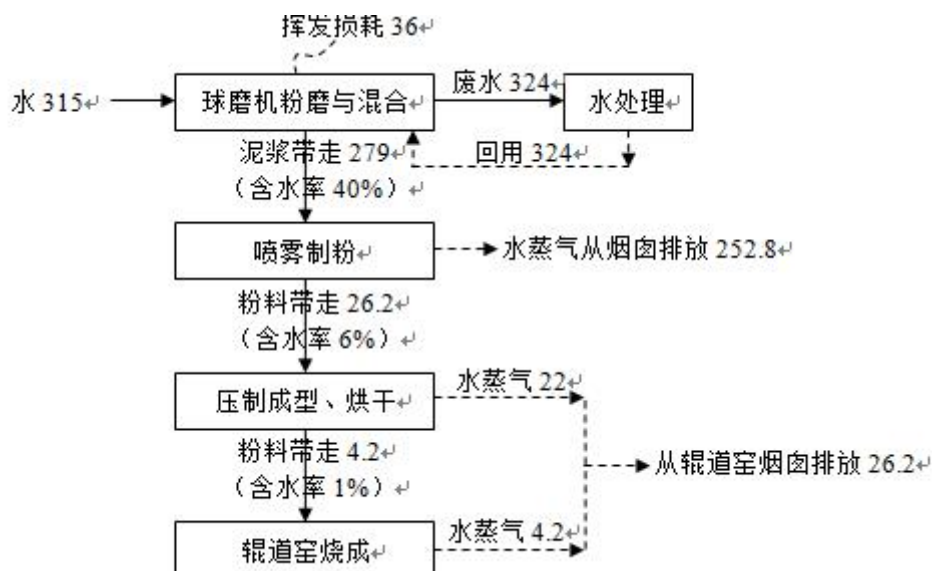 挥发损耗 36
水 315
球磨机粉磨与混合
废水 324
水处理
泥浆带走 279
（含水率 40%）
回用 324
喷雾制粉
水蒸气从烟囱排放 252.8
粉料带走 26.2
（含水率 6%）
压制成型、烘干
水蒸气 22
粉料带走 4.2
（含水率 1%）
从辊道窑烟囱排放 26.2
辊道窑烧成
水蒸气 4.2